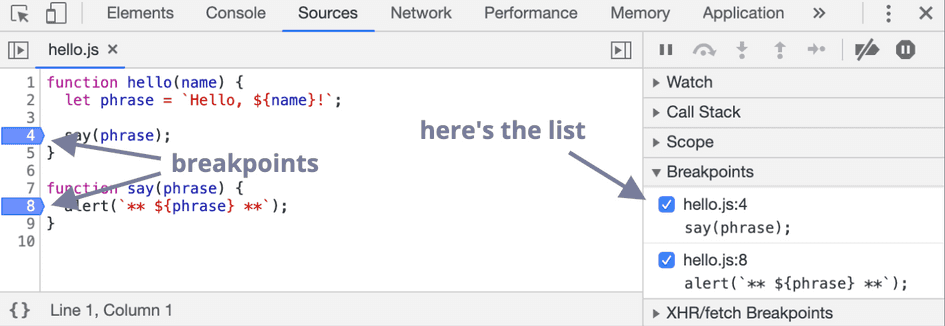 Elements Console Sources Network Performance Memory Application »
hello.js ×
1 function hello(name) {
2 let phrase = `Hello, ${name}!`;
3
4 say(phrase);
5 }
6
7 function say(phrase) {
8 alert(`** ${phrase} **`);
9 }
10
breakpoints
here's the list
{} Line 1, Column 1
Watch
Call Stack
Scope
Breakpoints
hello.js:4
say(phrase);
hello.js:8
alert(`** ${phrase} **`);
XHR/fetch Breakpoints